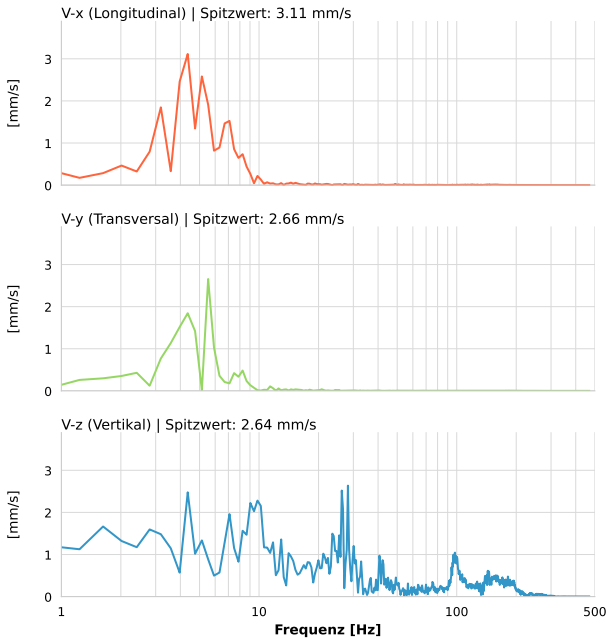 V-x (Longitudinal) | Spitzwert: 3.11 mm/s
[mm/s]
3
2
1
0
V-y (Transversal) | Spitzwert: 2.66 mm/s
[mm/s]
3
2
1
0
V-z (Vertikal) | Spitzwert: 2.64 mm/s
[mm/s]
3
2
1
0
1 10 100 500
Frequenz [Hz]